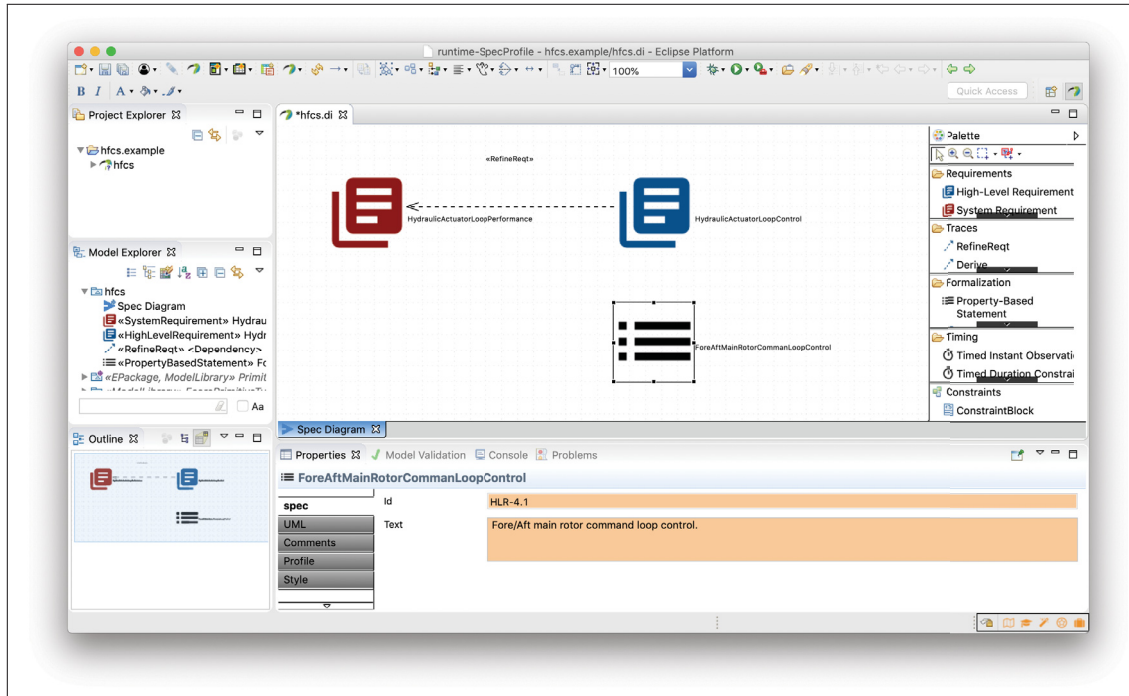 runtime-SpecProfile - hfcs.example/hfcs.di - Eclipse Platform
100%
B I A
Quick Access
Project Explorer
hfcs.example
hfcs
Model Explorer
hfcs
Spec Diagram
«SystemRequirement» Hydrau
«HighLevelRequirement» Hydr
«RefineReqt» <Dependency>
«PropertyBasedStatement» Fo
«EPackage, ModelLibrary» Primit
Aa
Outline
*hfcs.di
«RefineReqt»
HydraulicActuatorLoopPerformance
HydraulicActuatorLoopControl
ForeAftMainRotorCommanLoopControl
Palette
Requirements
High-Level Requirement
System Requirement
Traces
RefineReqt
Derive
Formalization
Property-Based
Statement
Timing
Timed Instant Observati
Timed Duration Constrai
Constraints
ConstraintBlock
Spec Diagram
Properties
Model Validation
Console
Problems
ForeAftMainRotorCommanLoopControl
spec
UML
Comments
Profile
Style
Id
HLR-4.1
Text
Fore/Aft main rotor command loop control.